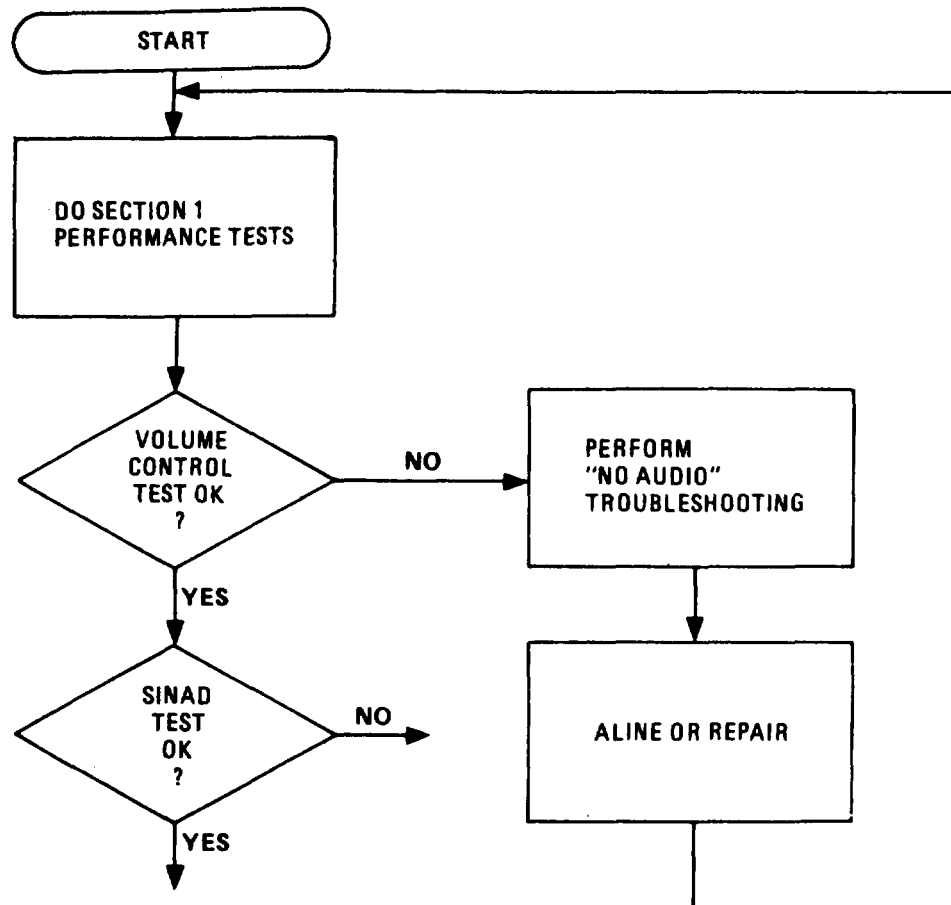 START
DO SECTION 1
PERFORMANCE TESTS
VOLUME
CONTROL
TEST OK
?
NO
PERFORM
"NO AUDIO"
TROUBLESHOOTING
YES
SINAD
TEST
OK
?
NO
ALINE OR REPAIR
YES